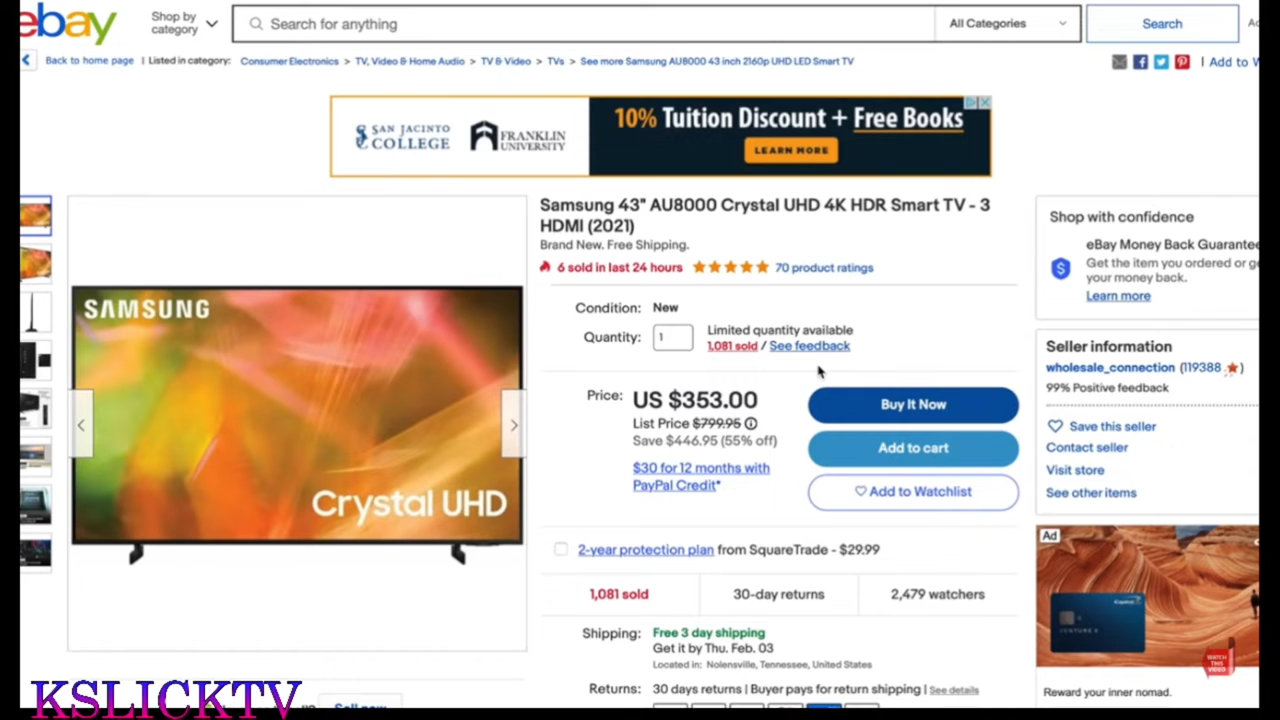 ebay
Shop by
category
Search for anything
All Categories
Search
Back to home page | Listed in category: Consumer Electronics > TV, Video & Home Audio > TV & Video > TVs > See more Samsung AU8000 43 inch 2160p UHD LED Smart TV
| Add to
SAN JACINTO
COLLEGE
FRANKLIN
UNIVERSITY
10% Tuition Discount + Free Books
LEARN MORE
Samsung 43" AU8000 Crystal UHD 4K HDR Smart TV - 3
HDMI (2021)
Brand New. Free Shipping.
6 sold in last 24 hours
70 product ratings
Condition: New
Quantity: 1
Limited quantity available
1,081 sold / See feedback
Price: US $353.00
List Price $799.95
Save $446.95 (55% off)
$30 for 12 months with
PayPal Credit*
Buy It Now
Add to cart
Add to Watchlist
2-year protection plan from SquareTrade - $29.99
1,081 sold
30-day returns
2,479 watchers
Shipping: Free 3 day shipping
Get it by Thu. Feb. 03
Located in: Nolensville, Tennessee, United States
Returns: 30 days returns | Buyer pays for return shipping | See details
SAMSUNG
Crystal UHD
Shop with confidence
eBay Money Back Guarantee
Get the item you ordered or
your money back.
Learn more
Seller information
wholesale_connection (119388 )
99% Positive feedback
Save this seller
Contact seller
Visit store
See other items
Ad
VENTURE X
WATCH
THIS
VIDEO
Reward your inner nomad.
KSLICKTV
Sell now